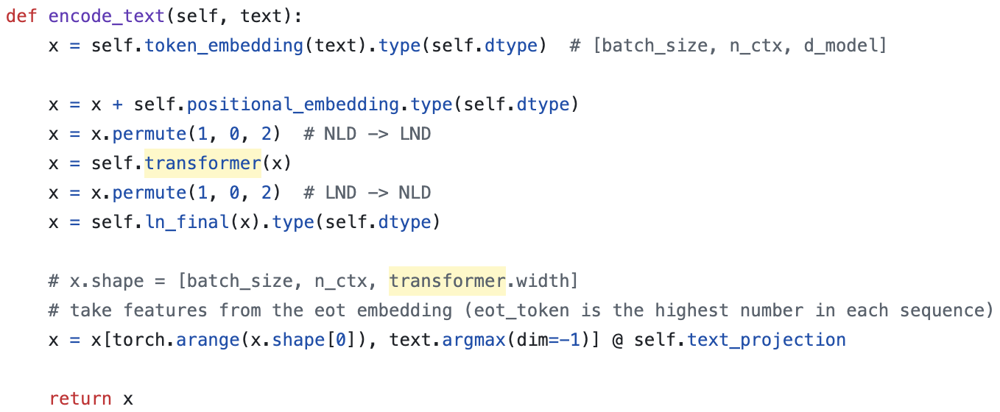 def encode_text(self, text):
    x = self.token_embedding(text).type(self.dtype)  # [batch_size, n_ctx, d_model]

    x = x + self.positional_embedding.type(self.dtype)
    x = x.permute(1, 0, 2)  # NLD -> LND
    x = self.transformer(x)
    x = x.permute(1, 0, 2)  # LND -> NLD
    x = self.ln_final(x).type(self.dtype)

    # x.shape = [batch_size, n_ctx, transformer.width]
    # take features from the eot embedding (eot_token is the highest number in each sequence)
    x = x[torch.arange(x.shape[0]), text.argmax(dim=-1)] @ self.text_projection

    return x